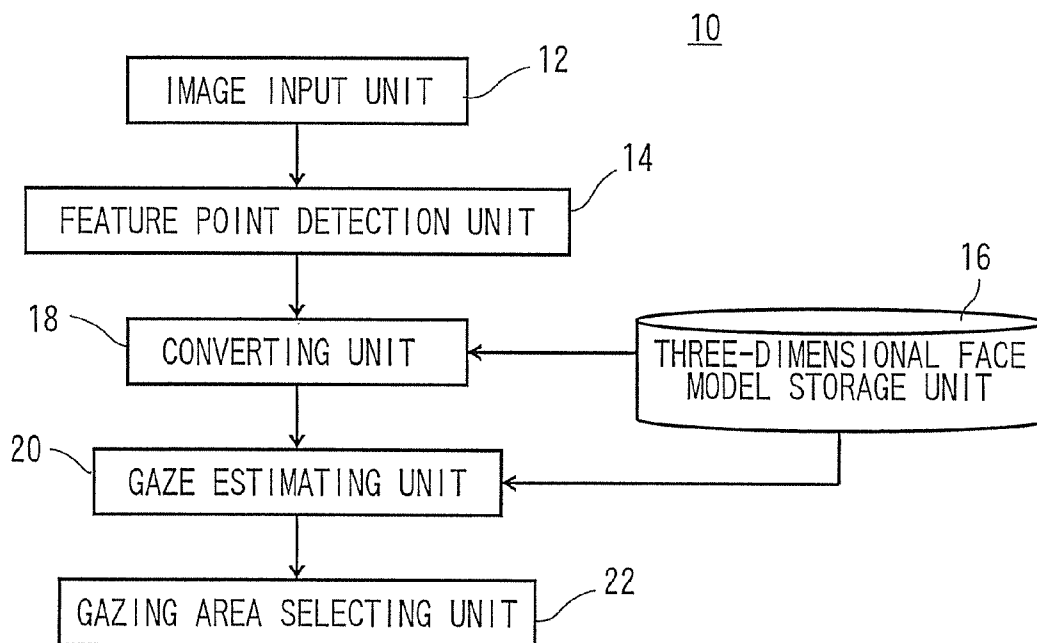 10
12
IMAGE INPUT UNIT
14
FEATURE POINT DETECTION UNIT
16
18
CONVERTING UNIT
THREE-DIMENSIONAL FACE
MODEL STORAGE UNIT
20
GAZE ESTIMATING UNIT
22
GAZING AREA SELECTING UNIT